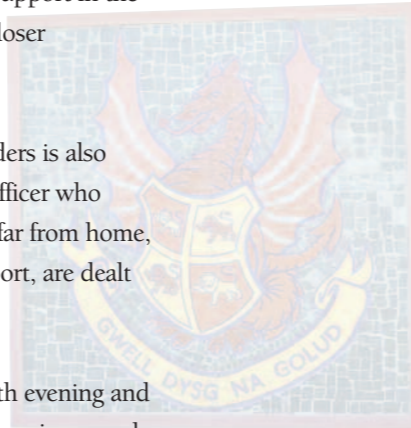 upport in the
loser
ders is also
fficer who
far from home,
ort, are dealt
th evening and
GWELL DYSG NA GOLUD